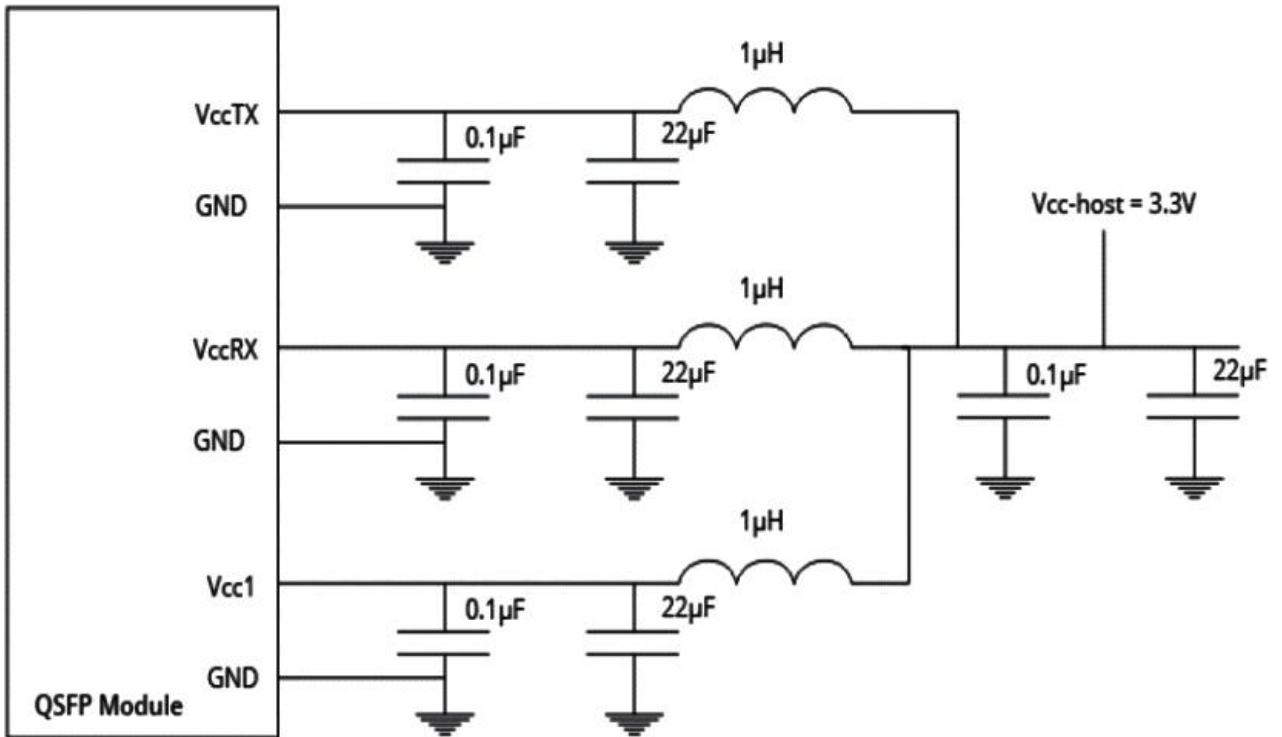 1µH
VccTX
0.1µF
22µF
GND
Vcc-host = 3.3V
1µH
VccRX
0.1µF
22µF
0.1µF
22µF
GND
1µH
Vcc1
0.1µF
22µF
GND
QSFP Module